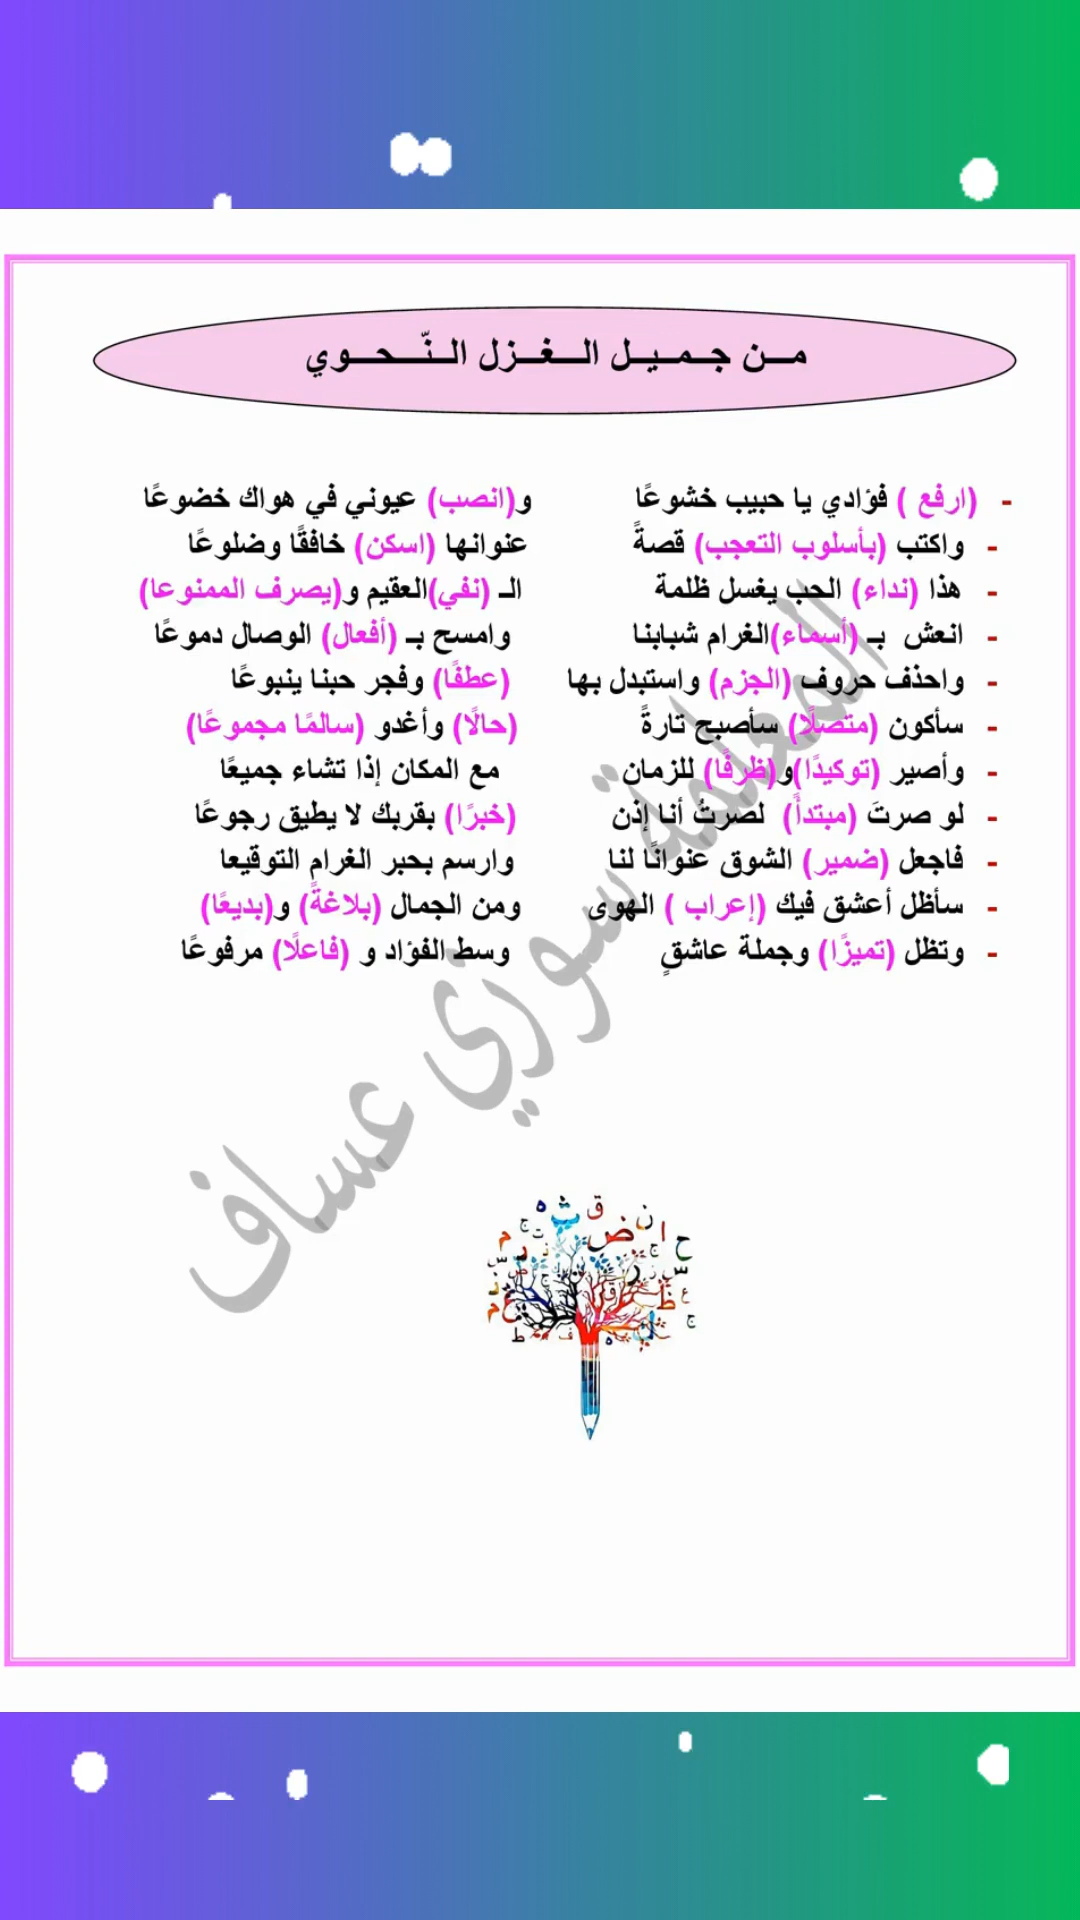 من جميل الغزل النّحوي
- (ارفع ) فؤادي يا حبيب خشوعًا و(انصب) عيوني في هواك خضوعًا
- واكتب (بأسلوب التعجب) قصةً عنوانها (اسكن) خافقًا وضلوعًا
- هذا (نداء) الحب يغسل ظلمة الـ (نفي)العقيم و(يصرف الممنوعا)
- انعش بـ (أسماء)الغرام شبابنا وامسح بـ (أفعال) الوصال دموعًا
- واحذف حروف (الجزم) واستبدل بها (عطفًا) وفجر حبنا ينبوعًا
- سأكون (متصلًا) سأصبح تارةً (حالًا) وأغدو (سالمًا مجموعًا)
- وأصير (توكيدًا)و(ظرفًا) للزمان مع المكان إذا تشاء جميعًا
- لو صرتَ (مبتدأً) لصرتُ أنا إذن (خبرًا) بقربك لا يطيق رجوعًا
- فاجعل (ضمير) الشوق عنوانًا لنا وارسم بحبر الغرام التوقيعا
- سأظل أعشق فيك (إعراب ) الهوى ومن الجمال (بلاغةً) و(بديعًا)
- وتظل (تميزًا) وجملة عاشقٍ وسط الفؤاد و (فاعلًا) مرفوعًا
المعلمة سوزي عساف